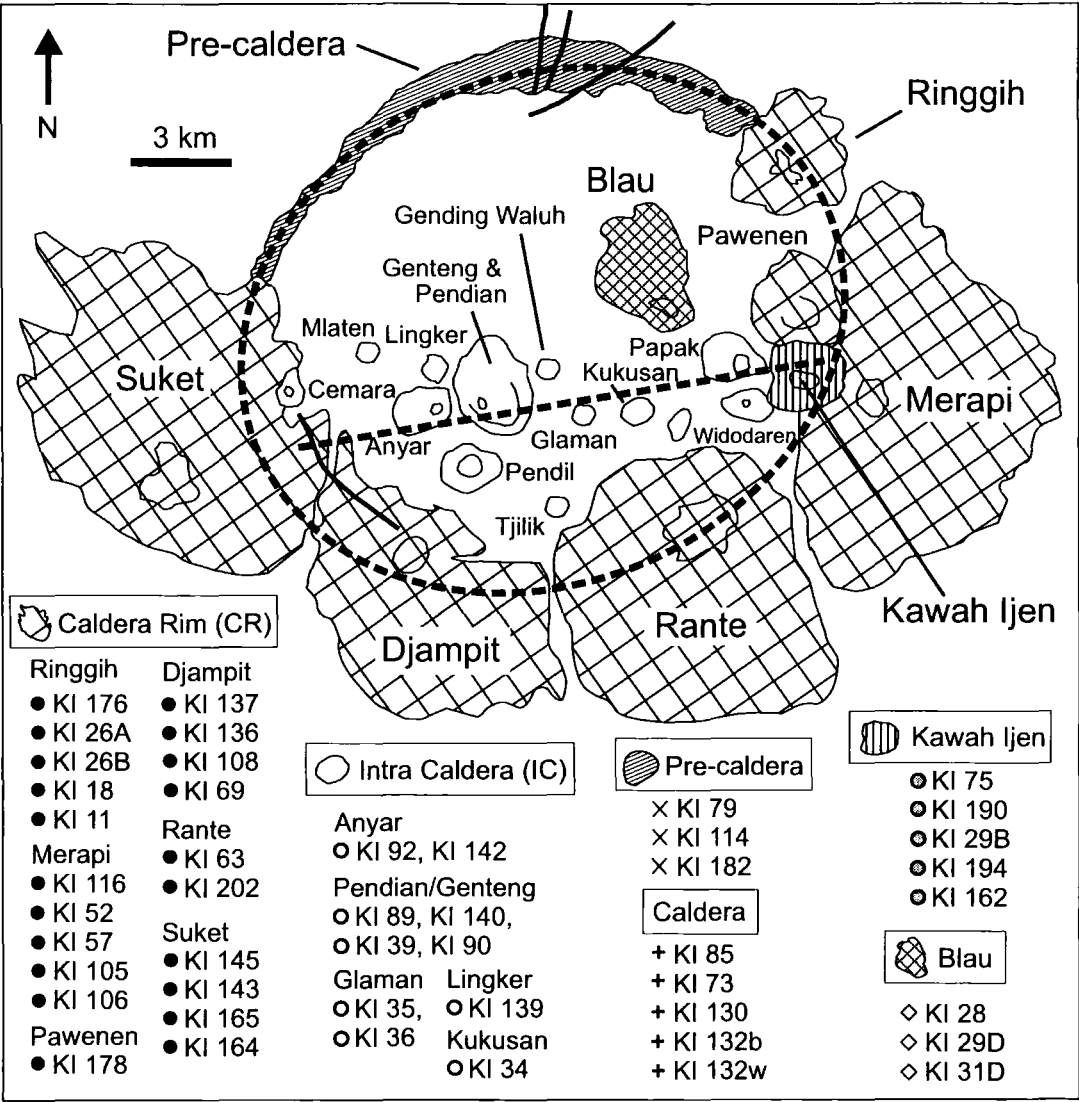 Pre-caldera
N
3 km
Ringgih
Blau
Gending Waluh
Pawenen
Genteng &
Pendian
Mlaten
Lingker
Papak
Suket
Cemara
Kukusan
Merapi
Anyar
Glaman
Widodaren
Pendil
Tjilik
Kawah Ijen
Djampit
Rante
Caldera Rim (CR)
Ringgih
KI 176
KI 26A
KI 26B
KI 18
KI 11
Merapi
KI 116
KI 52
KI 57
KI 105
KI 106
Pawenen
KI 178
Djampit
KI 137
KI 136
KI 108
KI 69
Rante
KI 63
KI 202
Suket
KI 145
KI 143
KI 165
KI 164
Intra Caldera (IC)
Anyar
KI 92, KI 142
Pendian/Genteng
KI 89, KI 140,
KI 39, KI 90
Glaman
KI 35,
KI 36
Lingker
KI 139
Kukusan
KI 34
Pre-caldera
KI 79
KI 114
KI 182
Caldera
KI 85
KI 73
KI 130
KI 132b
KI 132w
Kawah Ijen
KI 75
KI 190
KI 29B
KI 194
KI 162
Blau
KI 28
KI 29D
KI 31D